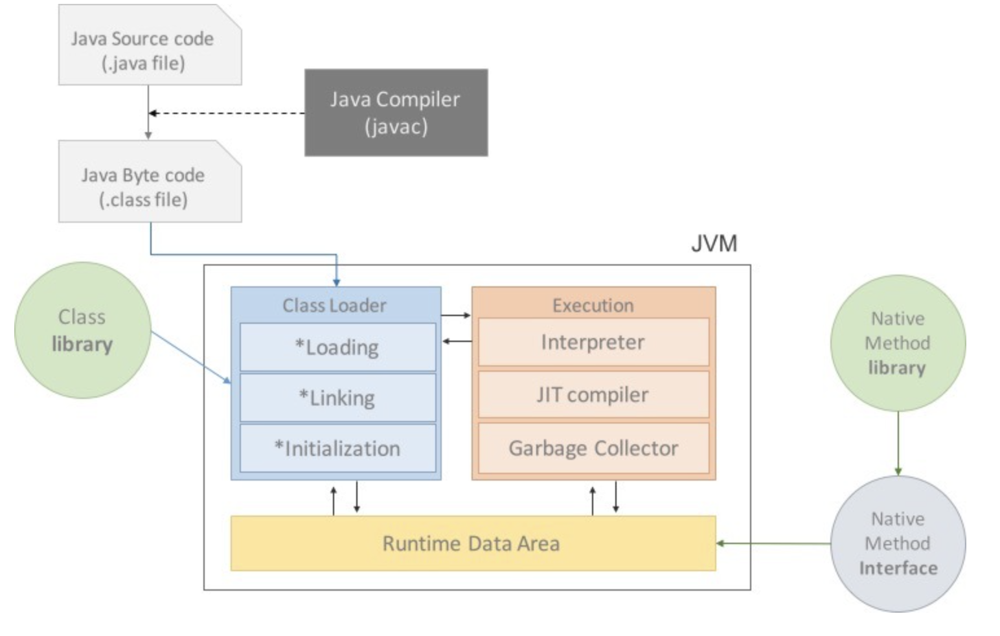 Java Source code
(.java file)
Java Compiler
(javac)
Java Byte code
(.class file)
JVM
Class
library
Class Loader
*Loading
*Linking
*Initialization
Execution
Interpreter
JIT compiler
Garbage Collector
Native
Method
library
Runtime Data Area
Native
Method
Interface